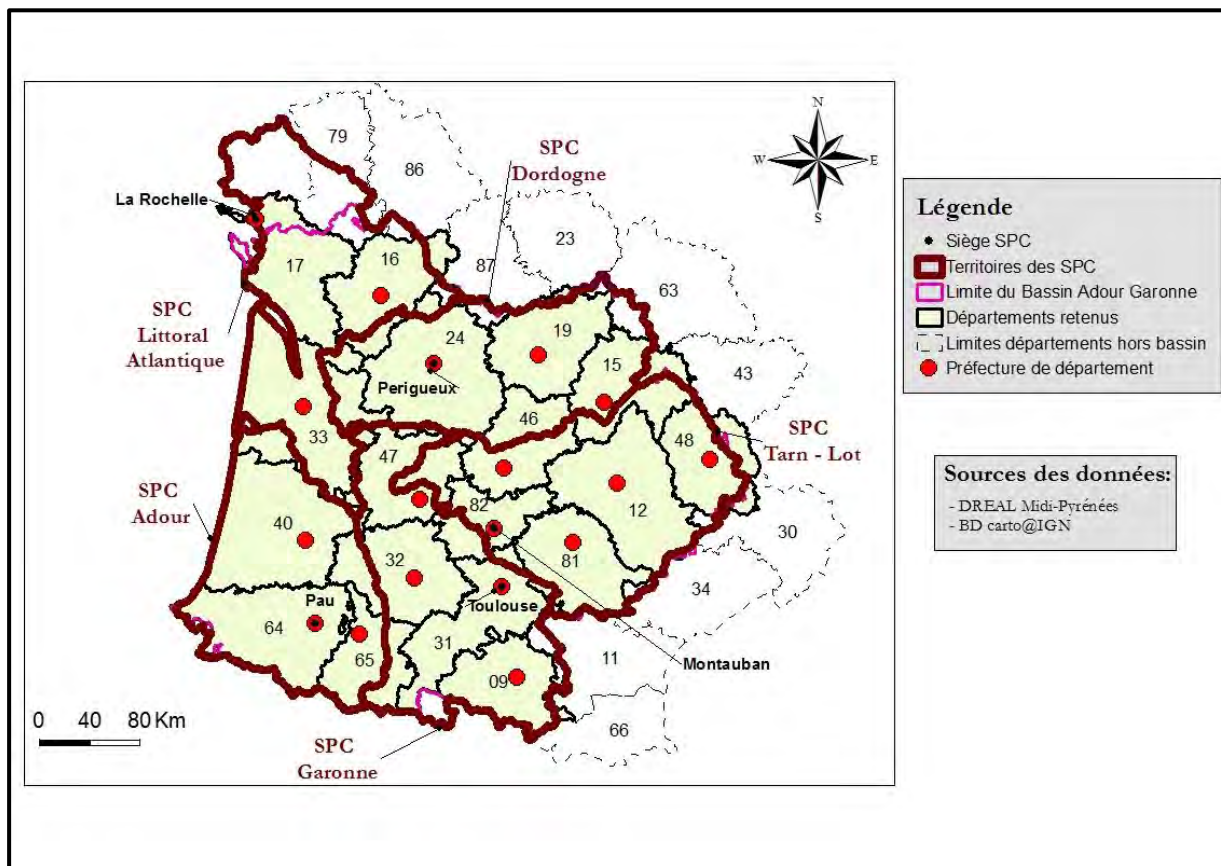 N
W
E
S
79
86
SPC
Dordogne
La Rochelle
23
87
17
16
63
SPC
Littoral
Atlantique
24
19
15
43
Perigueux
46
33
47
48
SPC
Tarn - Lot
SPC
Adour
40
82
12
30
32
81
34
Pau
Toulouse
64
31
65
11
Montauban
09
66
0 40 80 Km
SPC
Garonne
Légende
Siège SPC
Territoires des SPC
Limite du Bassin Adour Garonne
Départements retenus
Limites départements hors bassin
Préfecture de département
Sources des données:
- DREAL Midi-Pyrénées
- BD carto@IGN